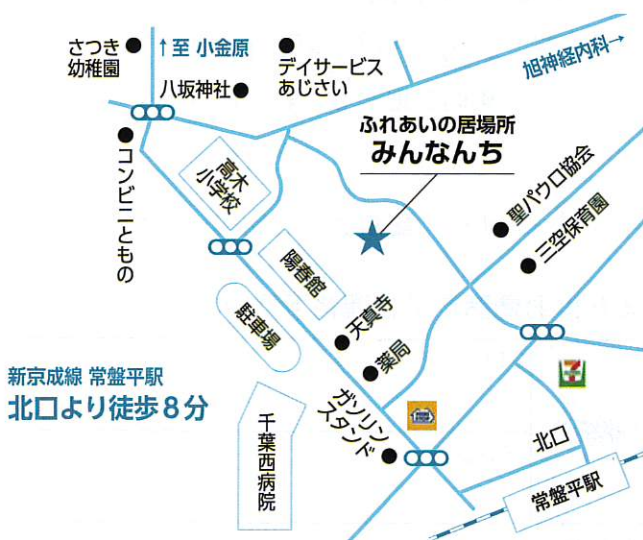 さつき
幼稚園
↑至 小金原
八坂神社
デイサービス
あじさい
旭神経内科→
ふれあいの居場所
みんなんち
コンビニともの
高木
小学校
聖パウロ協会
三空保育園
陽春館
駐車場
天真寺
薬局
新京成線 常盤平駅
北口より徒歩8分
ガソリン
スタンド
千葉西病院
7
北口
常盤平駅